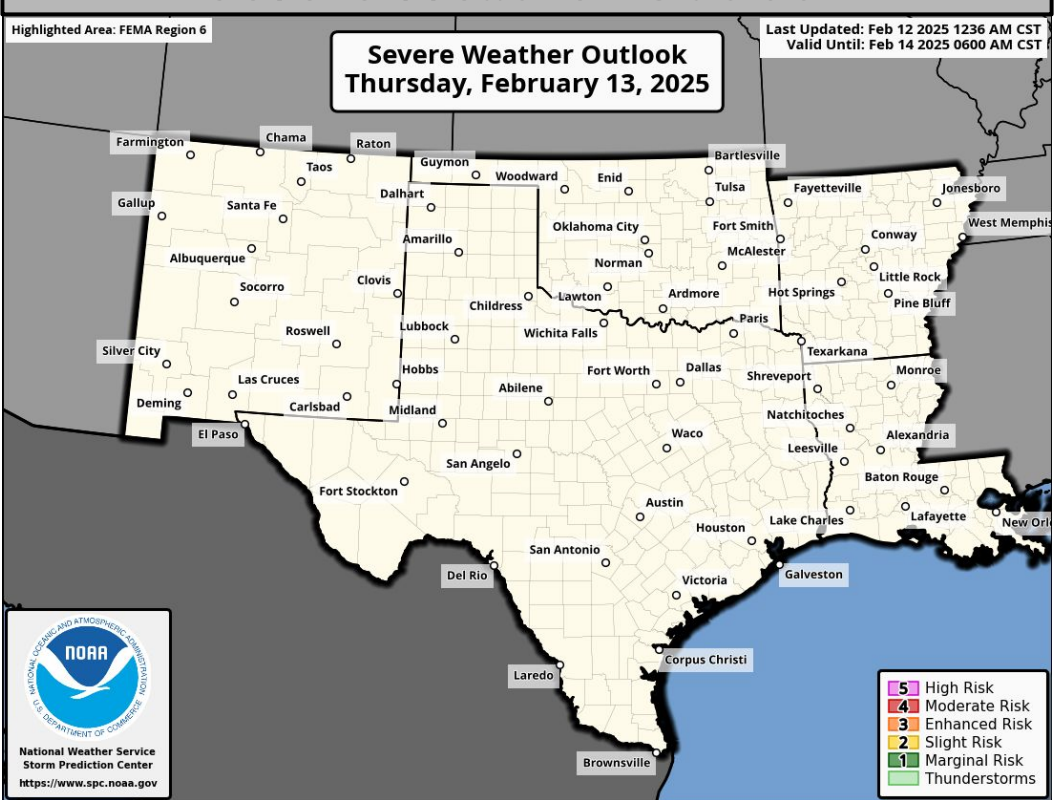 Highlighted Area: FEMA Region 6
Severe Weather Outlook
Thursday, February 13, 2025
Last Updated: Feb 12 2025 1236 AM CST
Valid Until: Feb 14 2025 0600 AM CST
Farmington
Chama
Raton
Taos
Guymon
Woodward
Enid
Bartlesville
Tulsa
Fayetteville
Jonesboro
Gallup
Santa Fe
Dalhart
Oklahoma City
Fort Smith
West Memphis
Albuquerque
Amarillo
Norman
McAlester
Conway
Socorro
Clovis
Childress
Lawton
Ardmore
Hot Springs
Little Rock
Pine Bluff
Roswell
Lubbock
Wichita Falls
Paris
Texarkana
Silver City
Las Cruces
Hobbs
Abilene
Fort Worth
Dallas
Shreveport
Monroe
Deming
Carlsbad
Midland
Natchitoches
El Paso
San Angelo
Waco
Leesville
Alexandria
Fort Stockton
Baton Rouge
Austin
Houston
Lake Charles
Lafayette
New Orl
Del Rio
San Antonio
Victoria
Galveston
Laredo
Corpus Christi
Brownsville
NATIONAL OCEANIC AND ATMOSPHERIC ADMINISTRATION
NOAA
U.S. DEPARTMENT OF COMMERCE
National Weather Service
Storm Prediction Center
https://www.spc.noaa.gov
5 High Risk
4 Moderate Risk
3 Enhanced Risk
2 Slight Risk
1 Marginal Risk
Thunderstorms